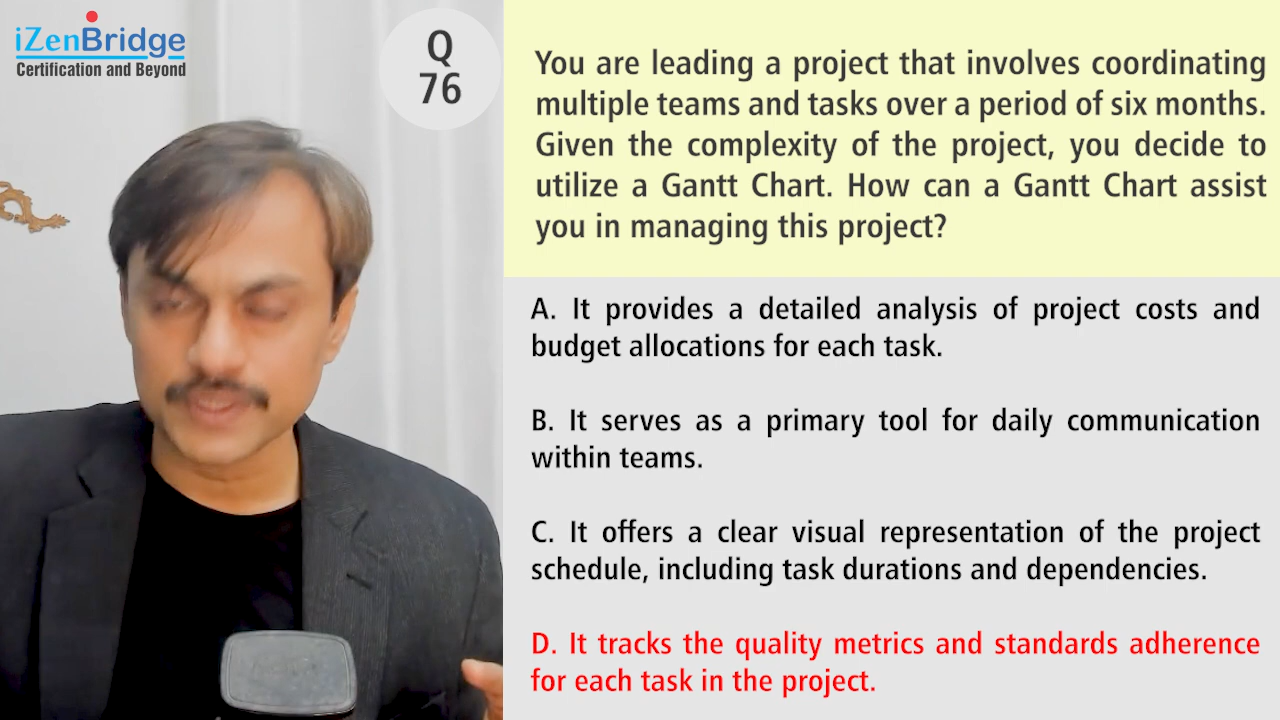 iZenBridge
Certification and Beyond
Q
76
You are leading a project that involves coordinating
multiple teams and tasks over a period of six months.
Given the complexity of the project, you decide to
utilize a Gantt Chart. How can a Gantt Chart assist
you in managing this project?
A. It provides a detailed analysis of project costs and
budget allocations for each task.
B. It serves as a primary tool for daily communication
within teams.
C. It offers a clear visual representation of the project
schedule, including task durations and dependencies.
D. It tracks the quality metrics and standards adherence
for each task in the project.